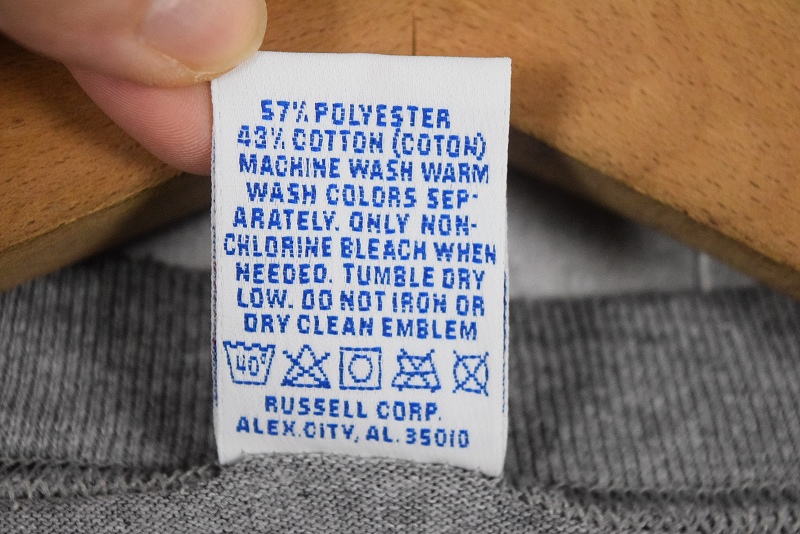 57% POLYESTER
43% COTTON (COTON)
MACHINE WASH WARM
WASH COLORS SEP-
ARATELY. ONLY NON-
CHLORINE BLEACH WHEN
NEEDED. TUMBLE DRY
LOW. DO NOT IRON OR
DRY CLEAN EMBLEM
40°
RUSSELL CORP.
ALEX.CITY, AL. 35010